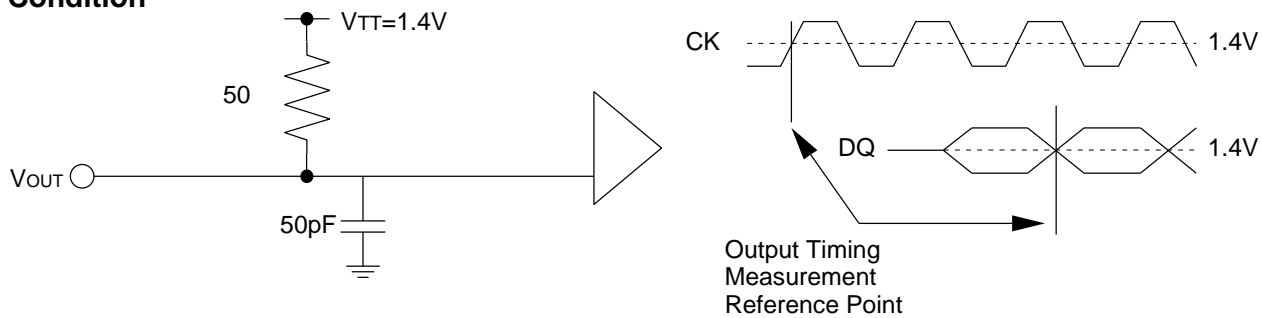 Condition
VTT=1.4V
50
VOUT
50pF
CK
1.4V
DQ
1.4V
Output Timing
Measurement
Reference Point